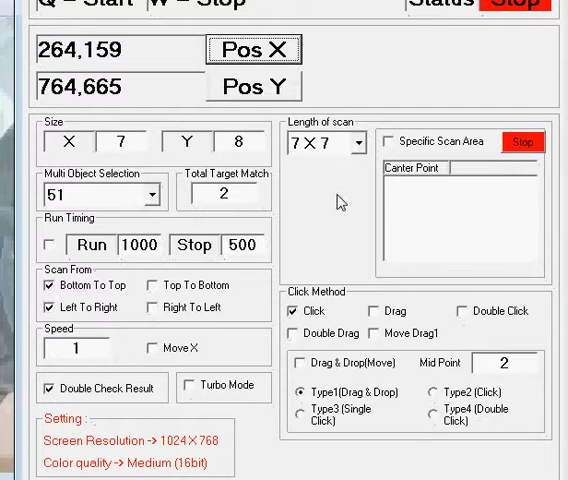 Q = Start W = Stop Status Stop
264,159 Pos X
764,665 Pos Y
Size
X 7 Y 8
Multi Object Selection
51
Total Target Match
2
Run Timing
Run 1000 Stop 500
Scan From
Bottom To Top Top To Bottom
Left To Right Right To Left
Speed
1 Move X
Double Check Result Turbo Mode
Setting :
Screen Resolution -> 1024 X 768
Color quality -> Medium (16bit)
Length of scan
7 X 7
Specific Scan Area Stop
Canter Point
Click Method
Click Drag Double Click
Double Drag Move Drag1
Drag & Drop(Move) Mid Point 2
Type1(Drag & Drop) Type2 (Click)
Type3 (Single Click) Type4 (Double Click)